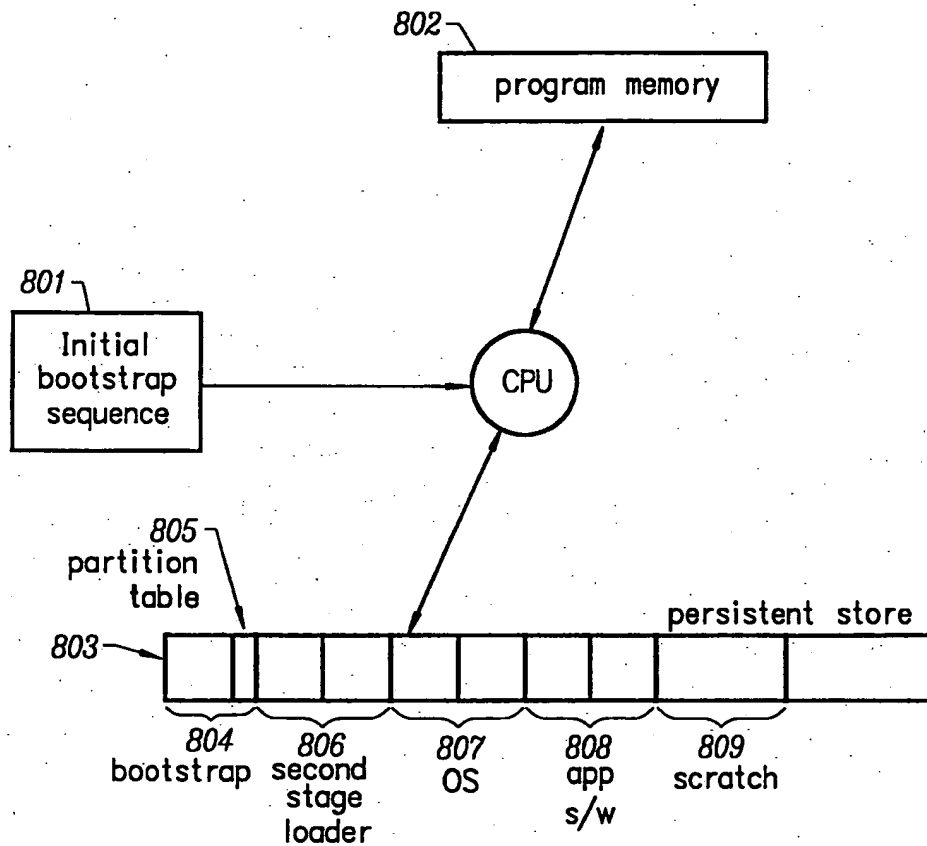 802
program memory
801
Initial
bootstrap
sequence
CPU
805
partition
table
persistent store
803
804
bootstrap
806
second
stage
loader
807
OS
808
app
s/w
809
scratch